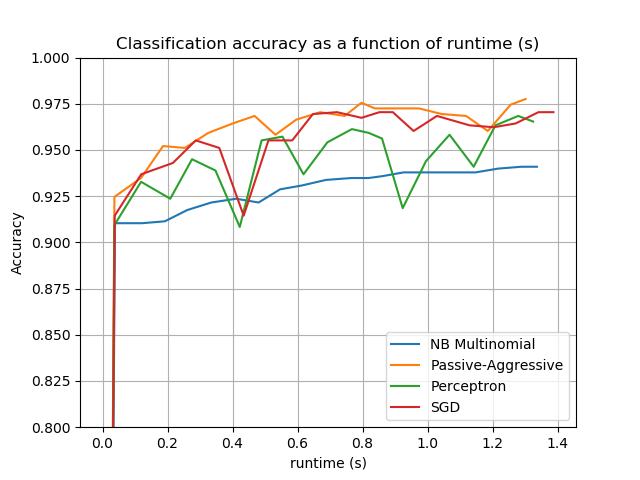 Classification accuracy as a function of runtime (s)
1.000
0.975
0.950
0.925
0.900
0.875
0.850
0.825
0.800
Accuracy
NB Multinomial
Passive-Aggressive
Perceptron
SGD
0.0 0.2 0.4 0.6 0.8 1.0 1.2 1.4
runtime (s)